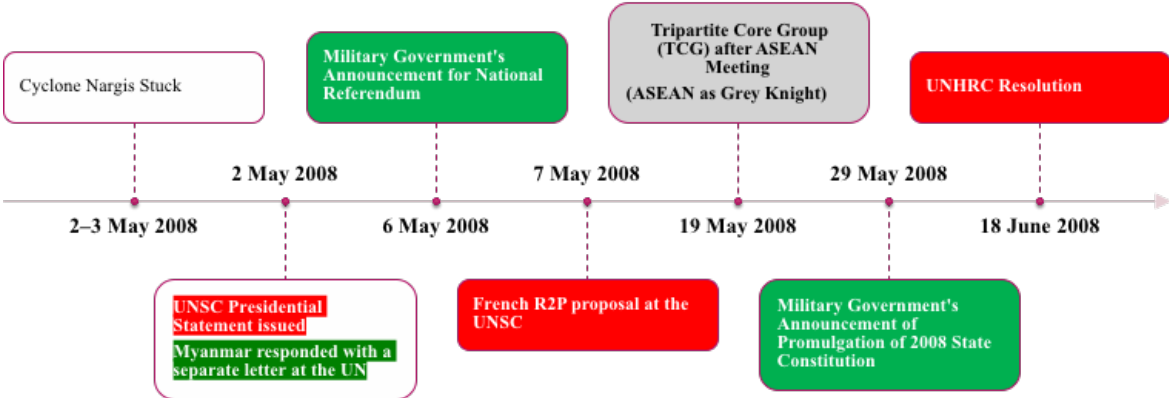 Cyclone Nargis Stuck
2–3 May 2008
2 May 2008
UNSC Presidential
Statement issued
Myanmar responded with a
separate letter at the UN
Military Government's
Announcement for National
Referendum
6 May 2008
7 May 2008
French R2P proposal at the
UNSC
Tripartite Core Group
(TCG) after ASEAN
Meeting
(ASEAN as Grey Knight)
19 May 2008
29 May 2008
Military Government's
Announcement of
Promulgation of 2008 State
Constitution
UNHRC Resolution
18 June 2008